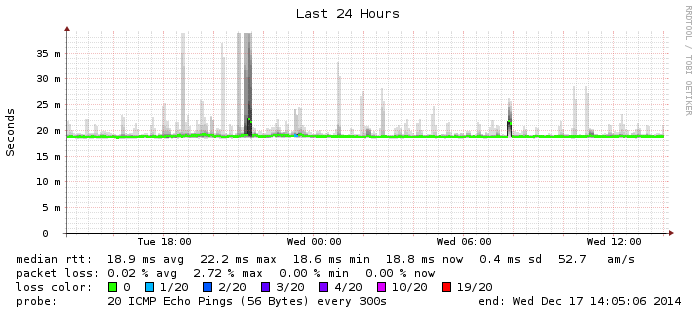 Last 24 Hours
RRDTOOL / TOBI OETIKER
Seconds
35 m
30 m
25 m
20 m
15 m
10 m
5 m
0
Tue 18:00 Wed 00:00 Wed 06:00 Wed 12:00
median rtt: 18.9 ms avg 22.2 ms max 18.6 ms min 18.8 ms now 0.4 ms sd 52.7 am/s
packet loss: 0.02 % avg 2.72 % max 0.00 % min 0.00 % now
loss color: 0 1/20 2/20 3/20 4/20 10/20 19/20
probe: 20 ICMP Echo Pings (56 Bytes) every 300s end: Wed Dec 17 14:05:06 2014